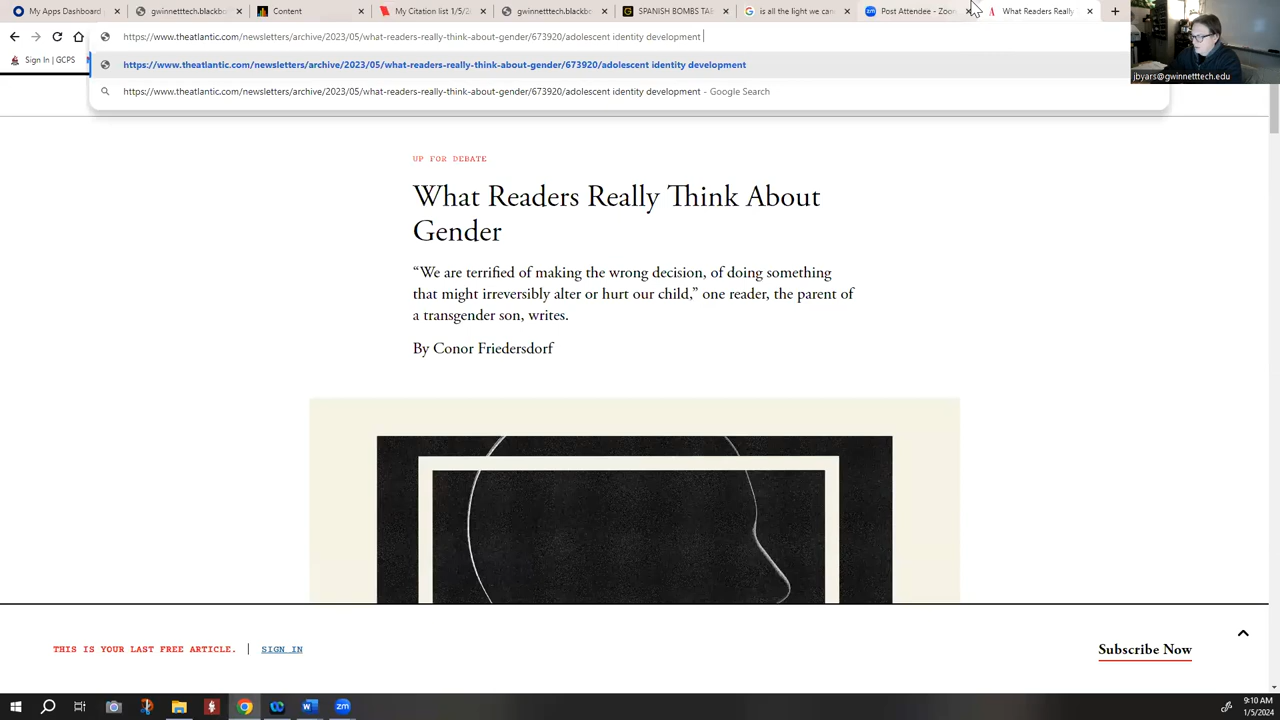 My Apps Dashboard
gwinnetttech.blackbo
Content
My Citation list 1/5/2
gwinnetttech.blackbo
SPANISH BOMBS TA
is all the light we can
Post Attendee - Zoo
What Readers Really
https://www.theatlantic.com/newsletters/archive/2023/05/what-readers-really-think-about-gender/673920/adolescent identity development
Sign In | GCPS
https://www.theatlantic.com/newsletters/archive/2023/05/what-readers-really-think-about-gender/673920/adolescent identity development
https://www.theatlantic.com/newsletters/archive/2023/05/what-readers-really-think-about-gender/673920/adolescent identity development - Google Search
jbyars@gwinnetttech.edu
UP FOR DEBATE
What Readers Really Think About
Gender
“We are terrified of making the wrong decision, of doing something
that might irreversibly alter or hurt our child,” one reader, the parent of
a transgender son, writes.
By Conor Friedersdorf
THIS IS YOUR LAST FREE ARTICLE. | SIGN IN
Subscribe Now
9:10 AM
1/5/2024